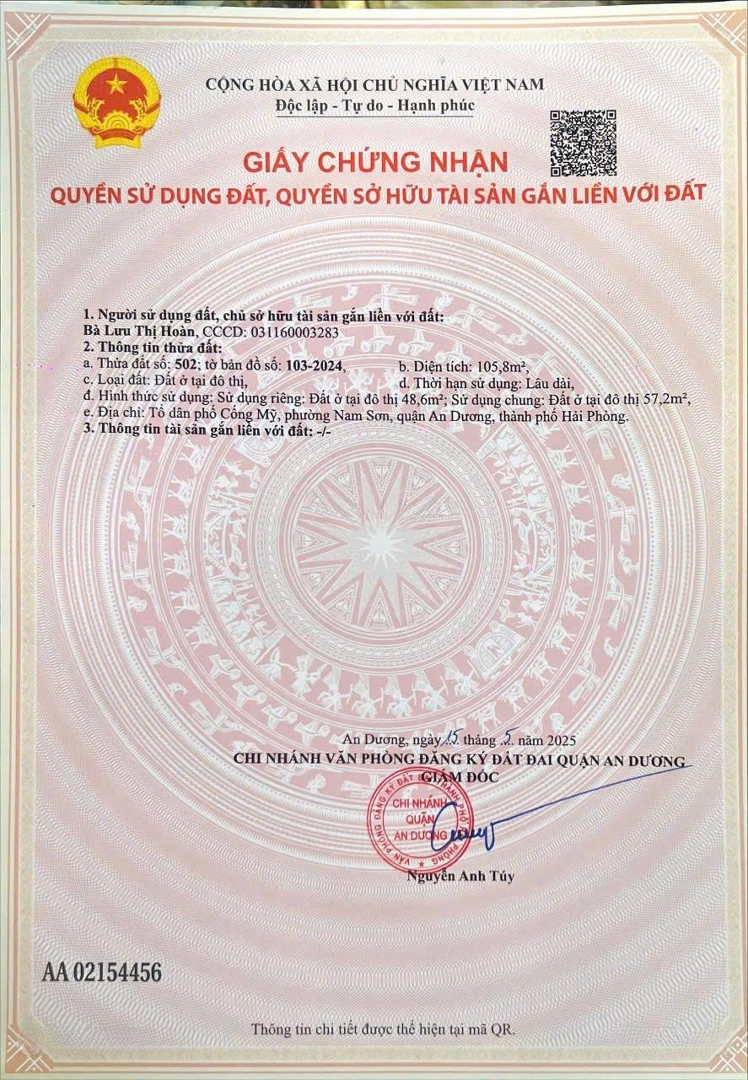 CỘNG HÒA XÃ HỘI CHỦ NGHĨA VIỆT NAM
Độc lập - Tự do - Hạnh phúc
GIẤY CHỨNG NHẬN
QUYỀN SỬ DỤNG ĐẤT, QUYỀN SỞ HỮU TÀI SẢN GẮN LIỀN VỚI ĐẤT
1. Người sử dụng đất, chủ sở hữu tài sản gắn liền với đất:
Bà Lưu Thị Hoàn, CCCD: 031160003283
2. Thông tin thửa đất:
a. Thửa đất số: 502; tờ bản đồ số: 103-2024, b. Diện tích: 105,8m²,
c. Loại đất: Đất ở tại đô thị, d. Thời hạn sử dụng: Lâu dài,
đ. Hình thức sử dụng: Sử dụng riêng: Đất ở tại đô thị 48,6m²; Sử dụng chung: Đất ở tại đô thị 57,2m²,
e. Địa chỉ: Tổ dân phố Cống Mỹ, phường Nam Sơn, quận An Dương, thành phố Hải Phòng.
3. Thông tin tài sản gắn liền với đất: -/-
An Dương, ngày 15 tháng 5 năm 2025
CHI NHÁNH VĂN PHÒNG ĐĂNG KÝ ĐẤT ĐAI QUẬN AN DƯƠNG
GIÁM ĐỐC
CHI NHÁNH
QUẬN
AN DƯƠNG
Nguyễn Anh Túy
AA 02154456
Thông tin chi tiết được thể hiện tại mã QR.